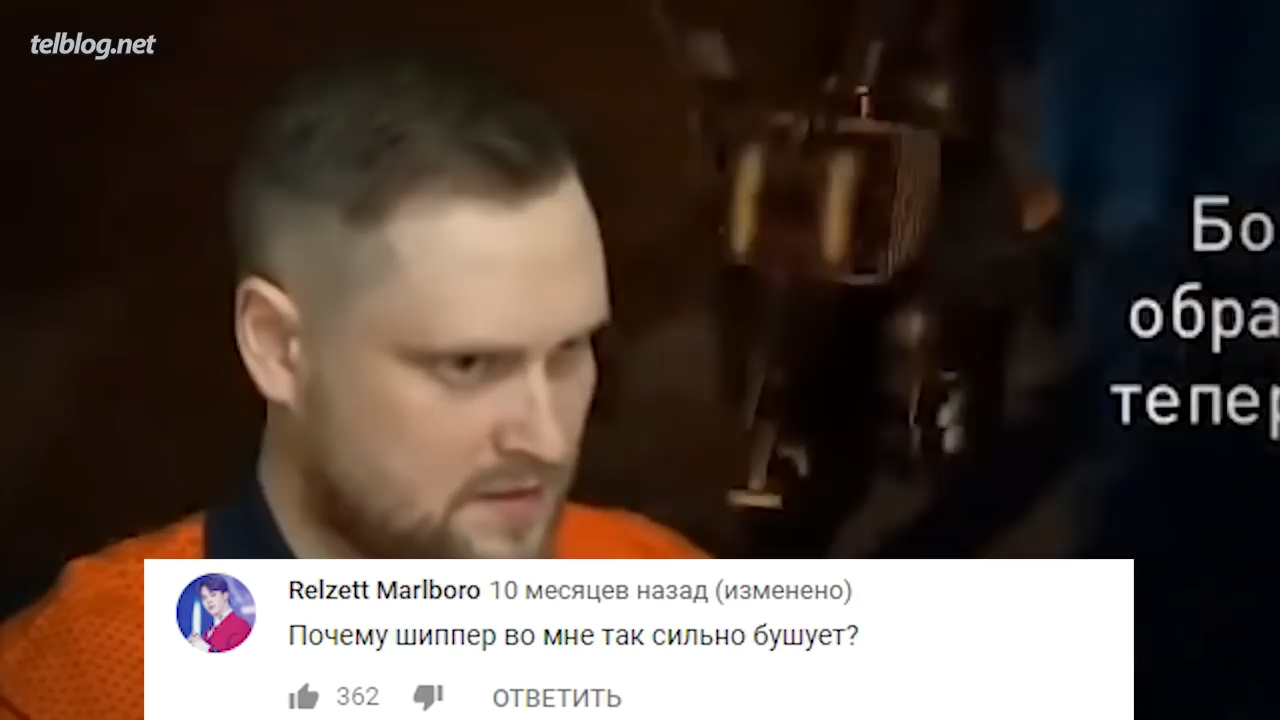 telblog.net
Бо
обра
тепер
Relzett Marlboro 10 месяцев назад (изменено)
Почему шиппер во мне так сильно бушует?
362 ОТВЕТИТЬ